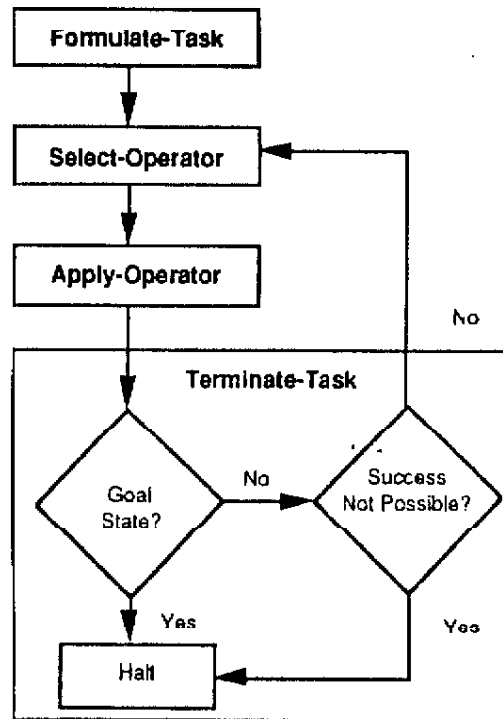 Formulate-Task
Select-Operator
Apply-Operator
No
Terminate-Task
Goal
State?
No
Success
Not Possible?
Yes
Yes
Halt